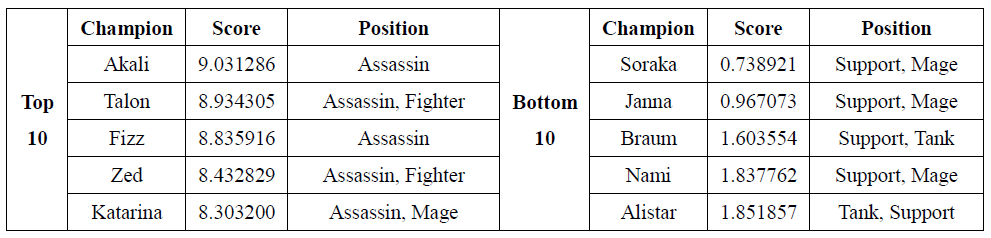 Champion Score Position Champion Score Position
Akali 9.031286 Assassin Soraka 0.738921 Support, Mage
Top 10 Talon 8.934305 Assassin, Fighter Bottom 10 Janna 0.967073 Support, Mage
Fizz 8.835916 Assassin Braum 1.603554 Support, Tank
Zed 8.432829 Assassin, Fighter Nami 1.837762 Support, Mage
Katarina 8.303200 Assassin, Mage Alistar 1.851857 Tank, Support